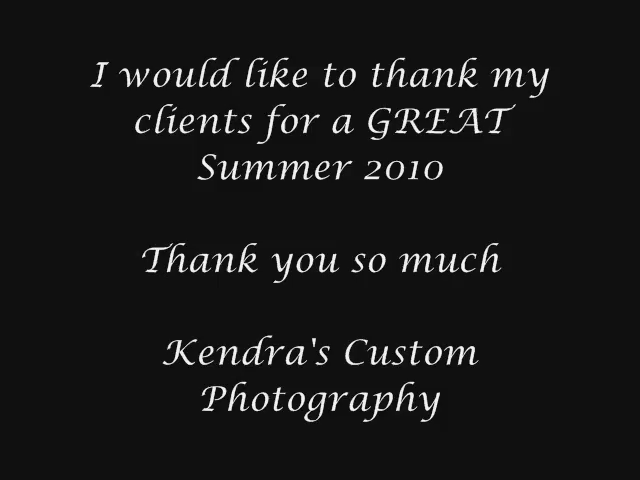 I would like to thank my
clients for a GREAT
Summer 2010
Thank you so much
Kendra's Custom
Photography